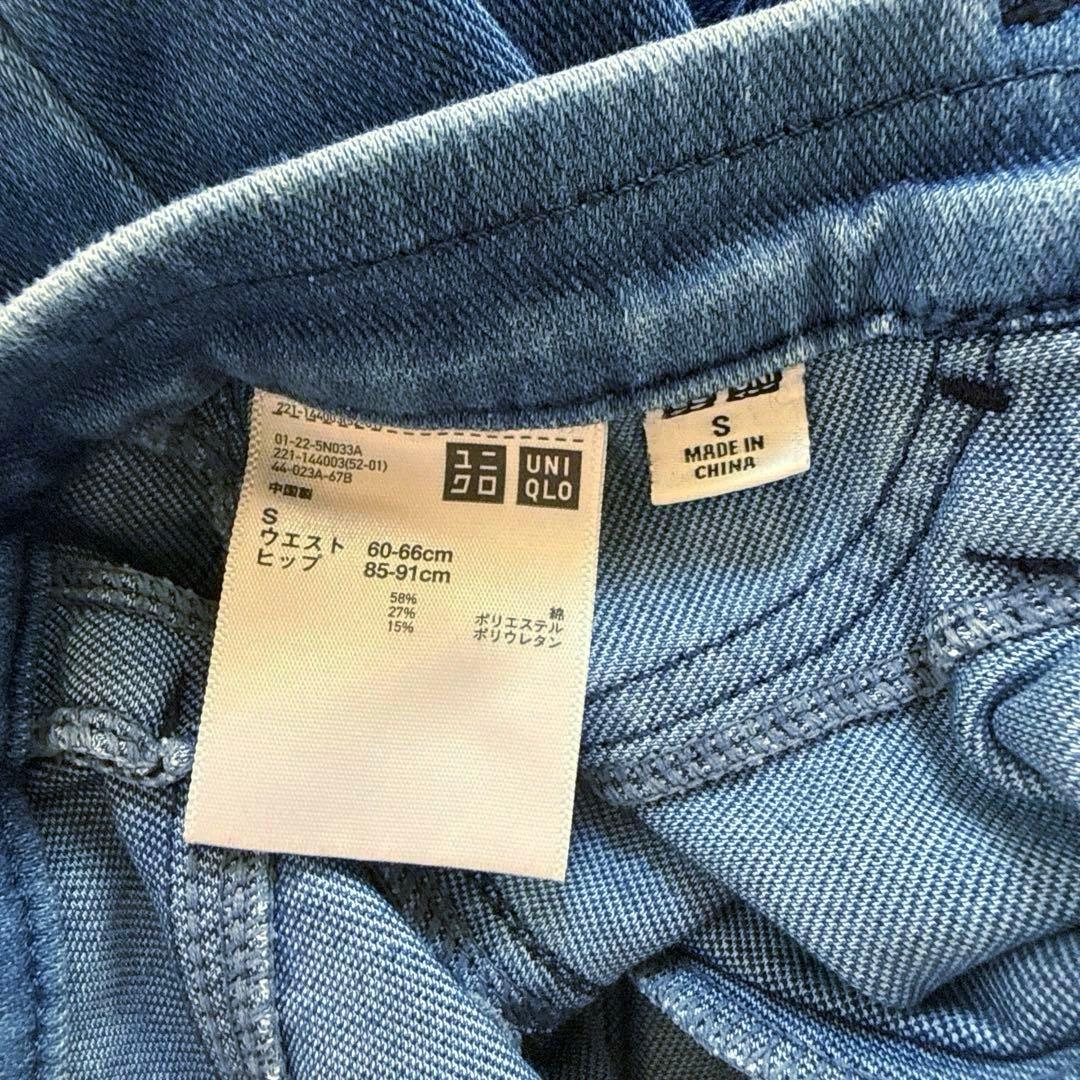 01-22-5N033A
221-144003(52-01)
44-023A-67B
中国製
ユニ
クロ
UNI
QLO
S
ウエスト 60-66cm
ヒップ 85-91cm
58% 綿
27% ポリエステル
15% ポリウレタン
UNI
S
MADE IN
CHINA